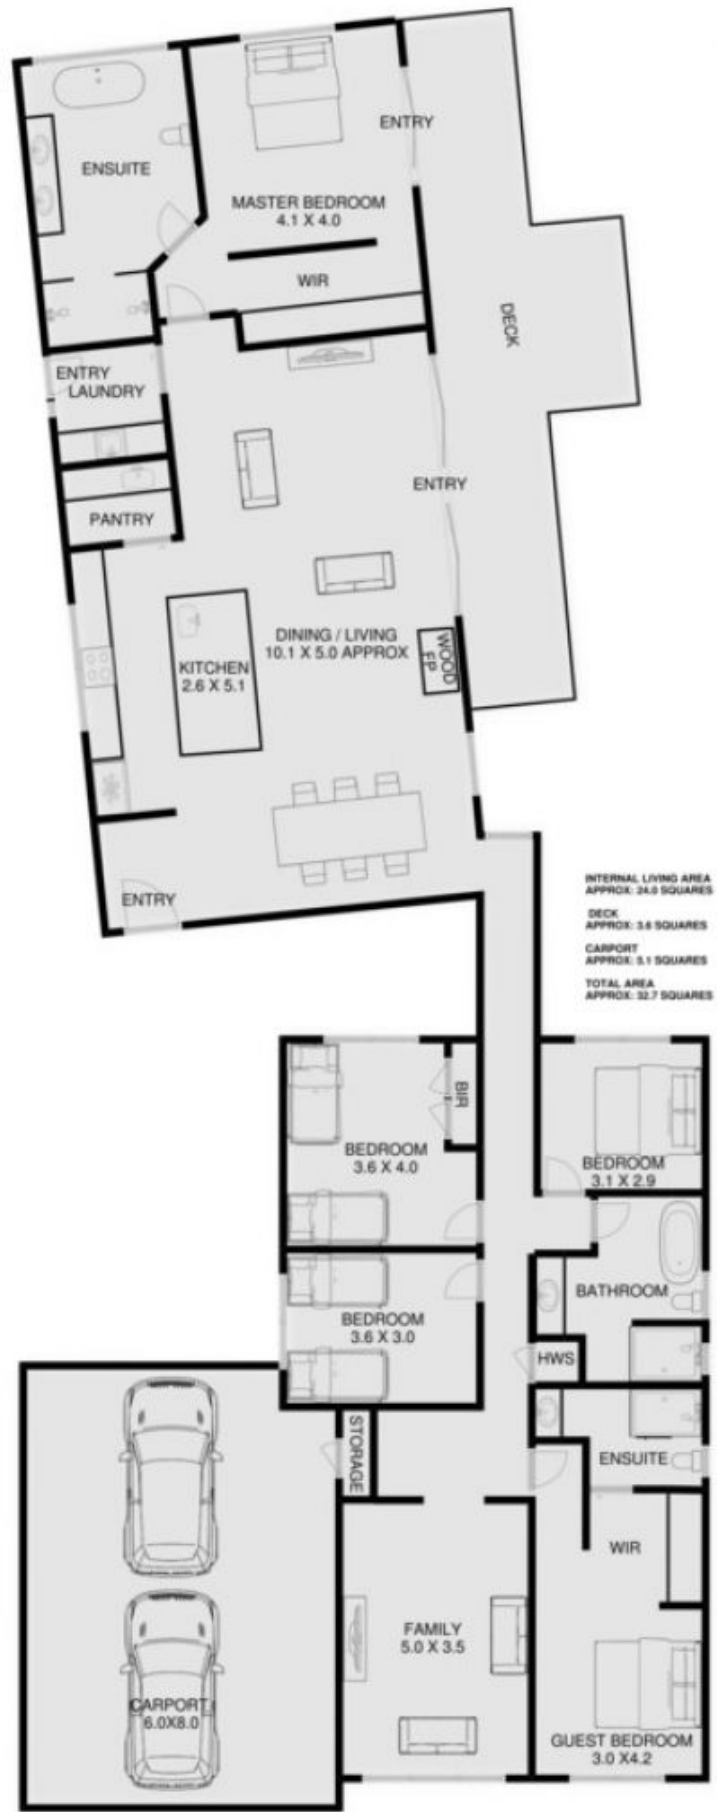 ENTRY
ENSUITE
MASTER BEDROOM
4.1 X 4.0
WIR
DECK
ENTRY
LAUNDRY
ENTRY
PANTRY
DINING / LIVING
10.1 X 5.0 APPROX
WOOD
FP
KITCHEN
2.6 X 5.1
ENTRY
INTERNAL LIVING AREA
APPROX: 24.0 SQUARES
DECK
APPROX: 3.6 SQUARES
CARPORT
APPROX: 5.1 SQUARES
TOTAL AREA
APPROX: 32.7 SQUARES
BIR
BEDROOM
3.6 X 4.0
BEDROOM
3.1 X 2.9
BATHROOM
BEDROOM
3.6 X 3.0
HWS
STORAGE
ENSUITE
WIR
FAMILY
5.0 X 3.5
CARPORT
6.0X8.0
GUEST BEDROOM
3.0 X4.2